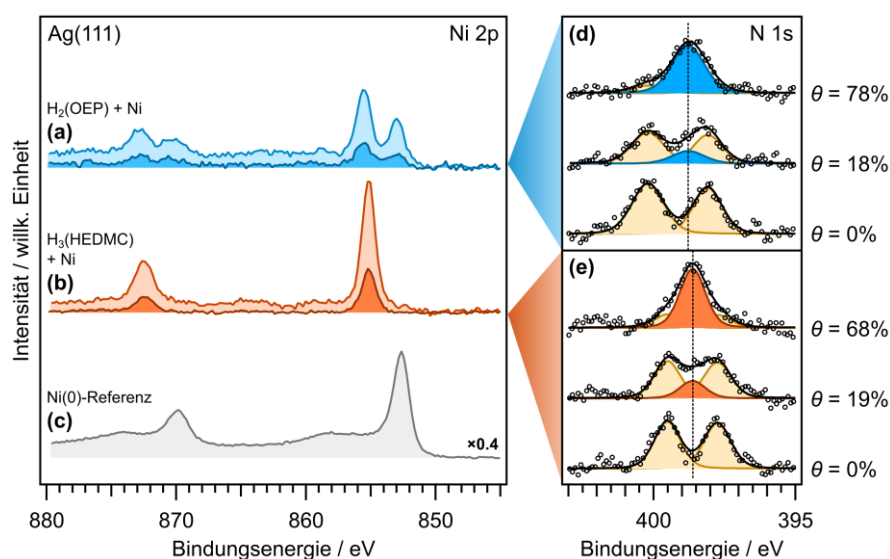 Ag(111) Ni 2p
H₂(OEP) + Ni
(a)
H₃(HEDMC)
+ Ni
(b)
Ni(0)-Referenz
(c)
×0.4
Intensität / willk. Einheit
880 870 860 850
Bindungsenergie / eV
(d) N 1s
θ = 78%
θ = 18%
θ = 0%
(e)
θ = 68%
θ = 19%
θ = 0%
400 395
Bindungsenergie / eV